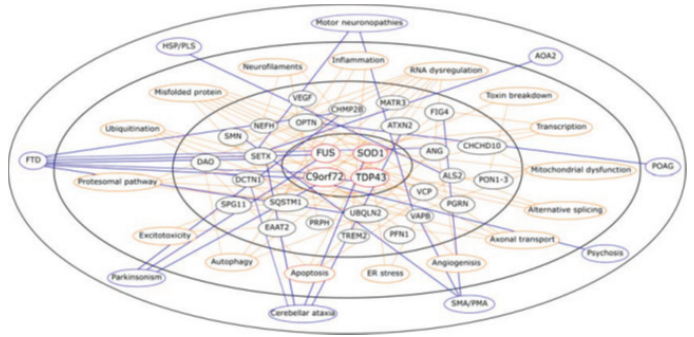 Motor neuronopathies
HSP/PLS
AOA2
Inflammation
Neurofilaments
RNA dysregulation
Misfolded protein
Toxin breakdown
VEGF
MATR3
CHMP2B
FIG4
OPTN
NEFH
ATXN2
Ubiquitination
Transcription
SMN
FUS
SOD1
ANG
CHCHD10
SETX
FTD
DAO
POAG
Mitochondrial dysfunction
C9orf72
TDP43
ALS2
PON1-3
Protesomal pathway
DCTN1
VCP
SPG11
SQSTM1
PGRN
Alternative splicing
UBQLN2
VAPB
PRPH
EAAT2
Excitotoxicity
TREM2
PFN1
Axonal transport
Psychosis
Autophagy
Angiogenisis
Parkinsonism
Apoptosis
ER stress
SMA/PMA
Cerebellar ataxia